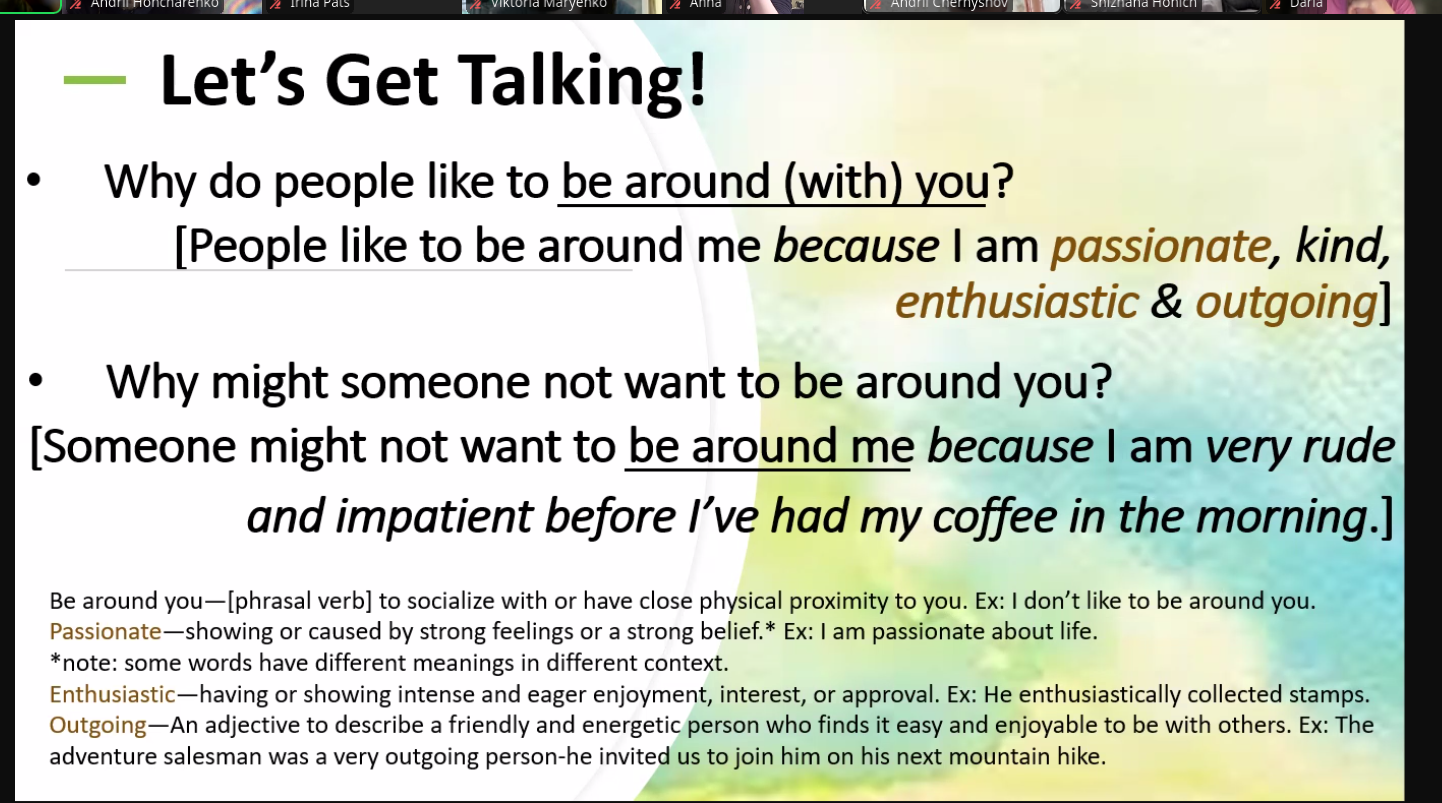 Andrii Honcharenko Irina Pats Viktoria Maryenko Anna Andrii Chernyshov Snizhana Honich Daria
Let's Get Talking!
• Why do people like to be around (with) you?
[People like to be around me because I am passionate, kind,
enthusiastic & outgoing]
• Why might someone not want to be around you?
[Someone might not want to be around me because I am very rude
and impatient before I've had my coffee in the morning.]
Be around you—[phrasal verb] to socialize with or have close physical proximity to you. Ex: I don't like to be around you.
Passionate—showing or caused by strong feelings or a strong belief.* Ex: I am passionate about life.
*note: some words have different meanings in different context.
Enthusiastic—having or showing intense and eager enjoyment, interest, or approval. Ex: He enthusiastically collected stamps.
Outgoing—An adjective to describe a friendly and energetic person who finds it easy and enjoyable to be with others. Ex: The
adventure salesman was a very outgoing person-he invited us to join him on his next mountain hike.